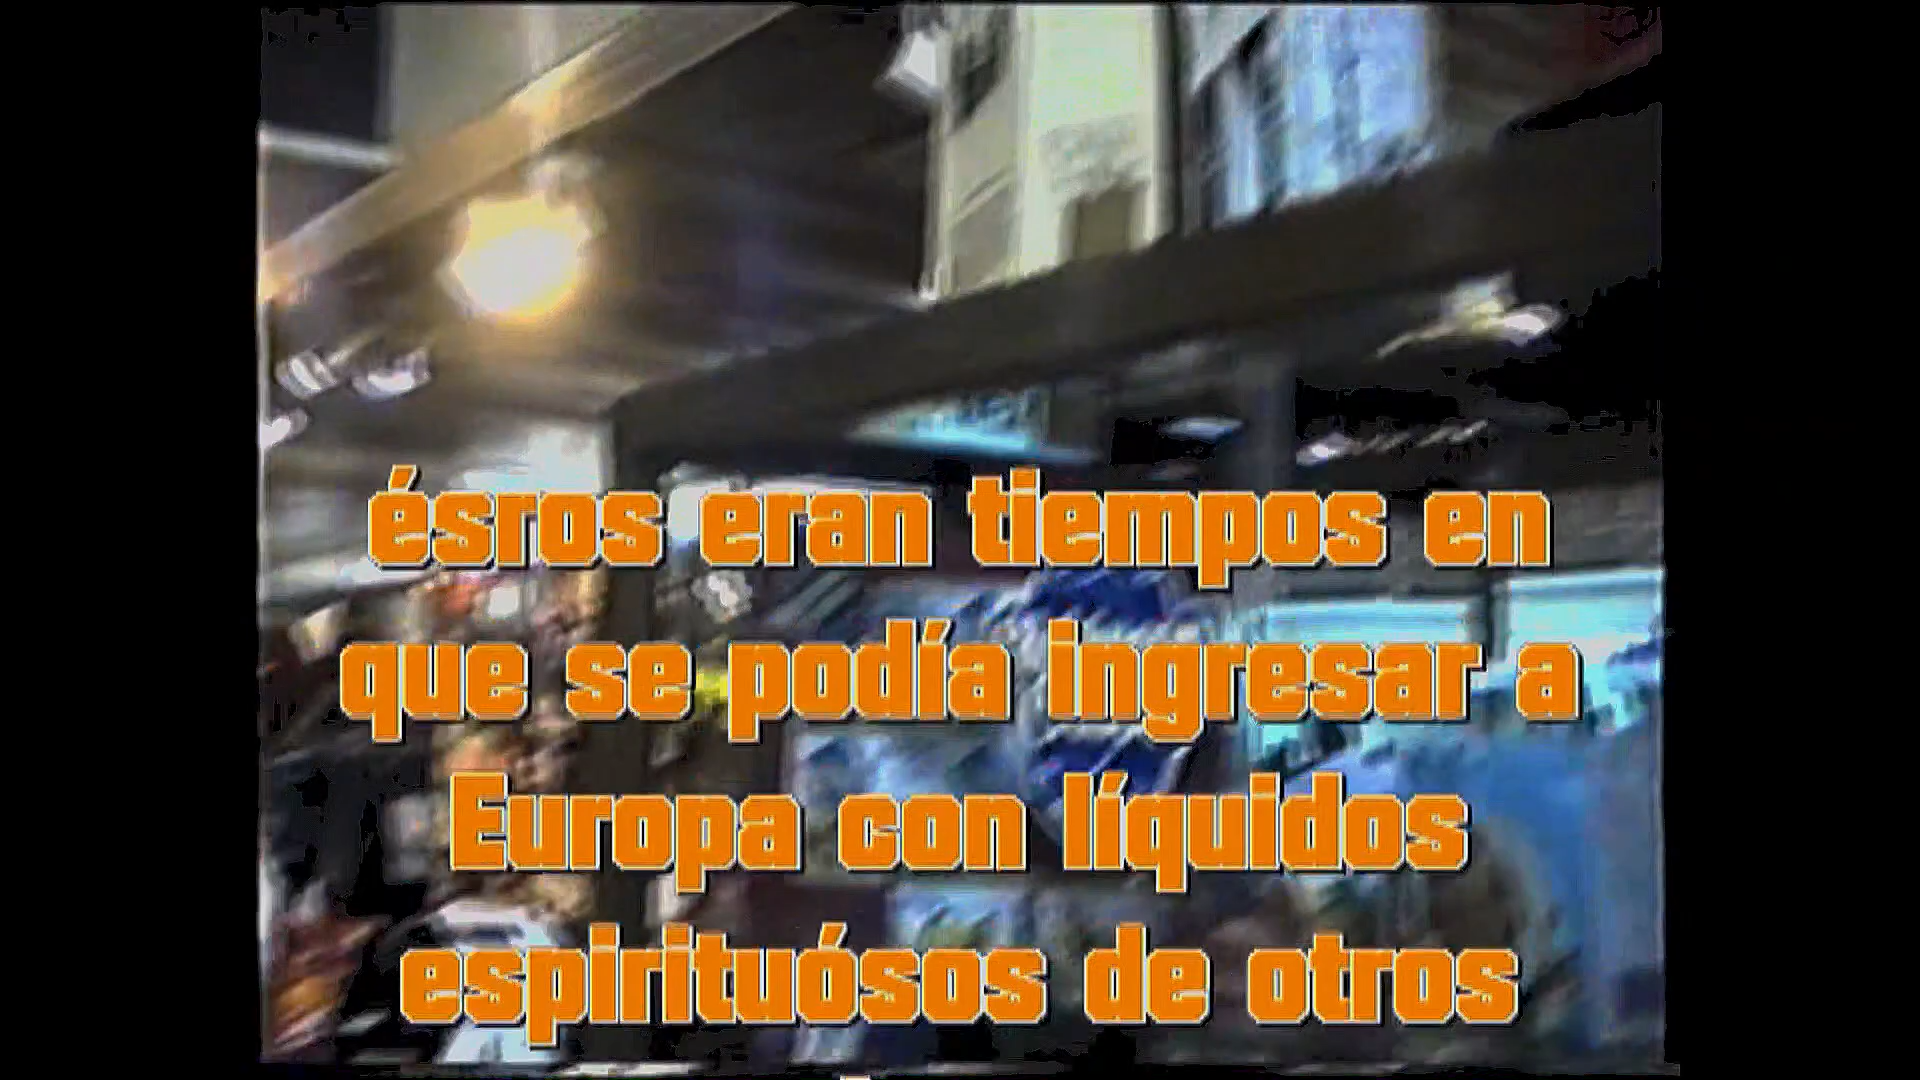 ésros eran tiempos en
que se podía ingresar a
Europa con líquidos
espirituósos de otros